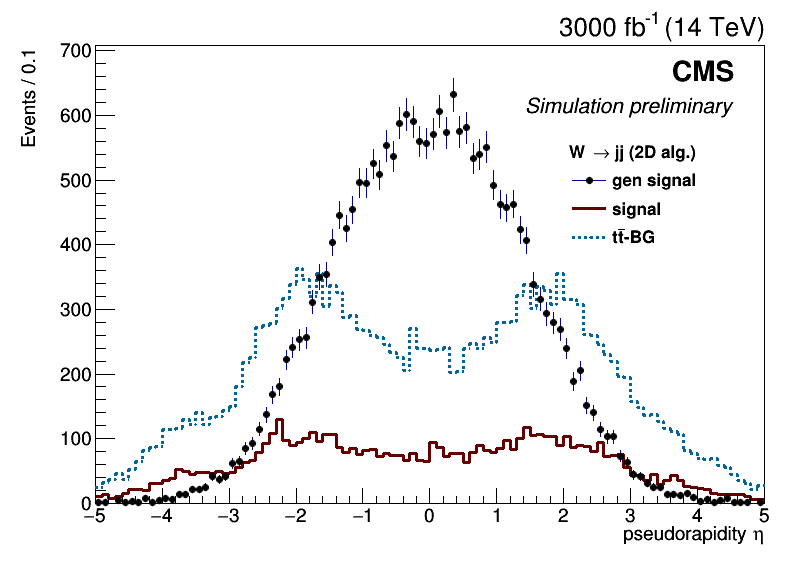 3000 fb-1 (14 TeV)
CMS
Simulation preliminary
W → jj (2D alg.)
gen signal
signal
tt̄-BG
Events / 0.1
700
600
500
400
300
200
100
0
−5 −4 −3 −2 −1 0 1 2 3 4 5
pseudorapidity η